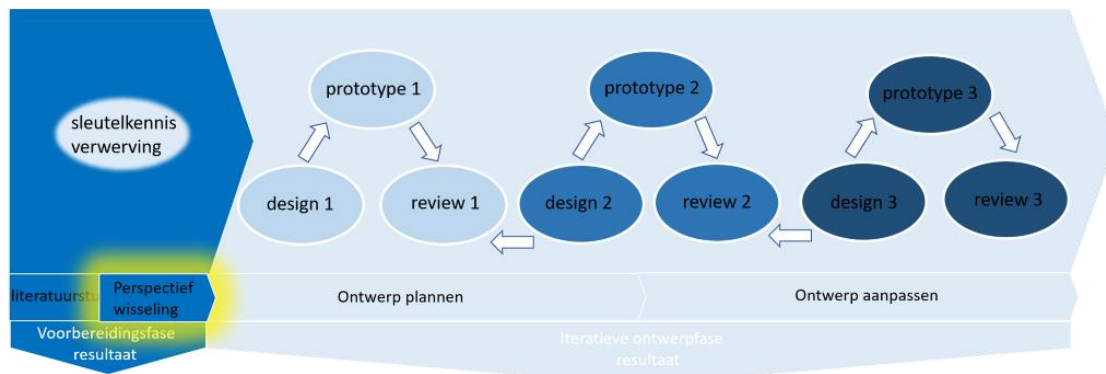 sleutelkennis
verwerving
prototype 1
design 1
review 1
prototype 2
design 2
review 2
prototype 3
design 3
review 3
literatuurstu
Perspectief
wisseling
Ontwerp plannen
Ontwerp aanpassen
Voorbereidingsfase
resultaat
Iteratieve ontwerpfase
resultaat